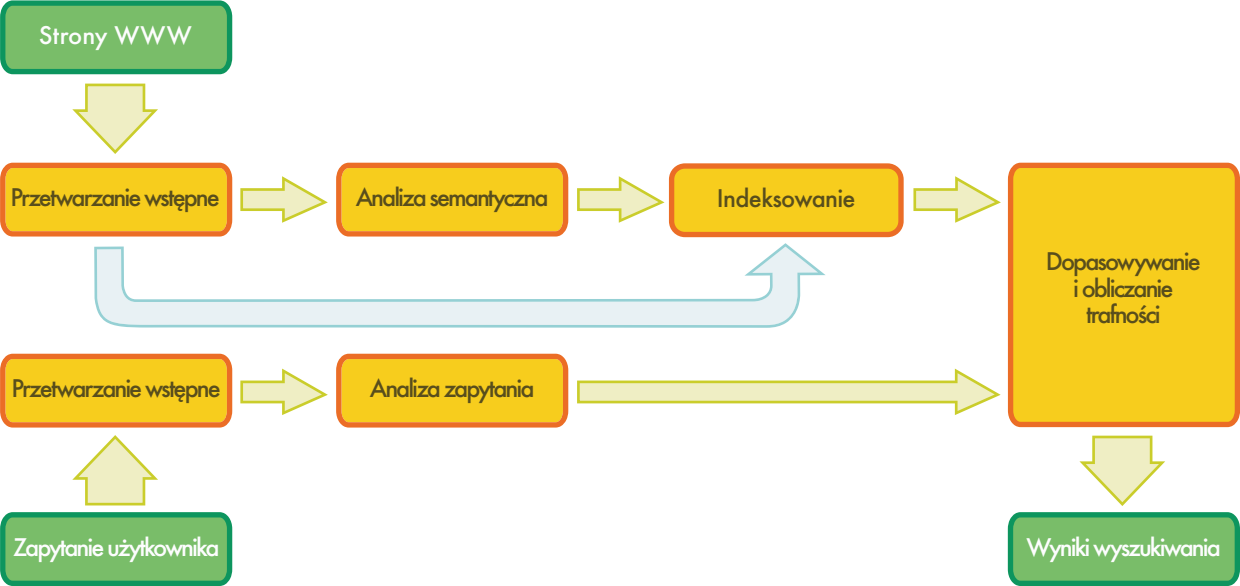 Strony WWW
Przetwarzanie wstępne
Analiza semantyczna
Indeksowanie
Dopasowywanie
i obliczanie
trafności
Przetwarzanie wstępne
Analiza zapytania
Zapytanie użytkownika
Wyniki wyszukiwania